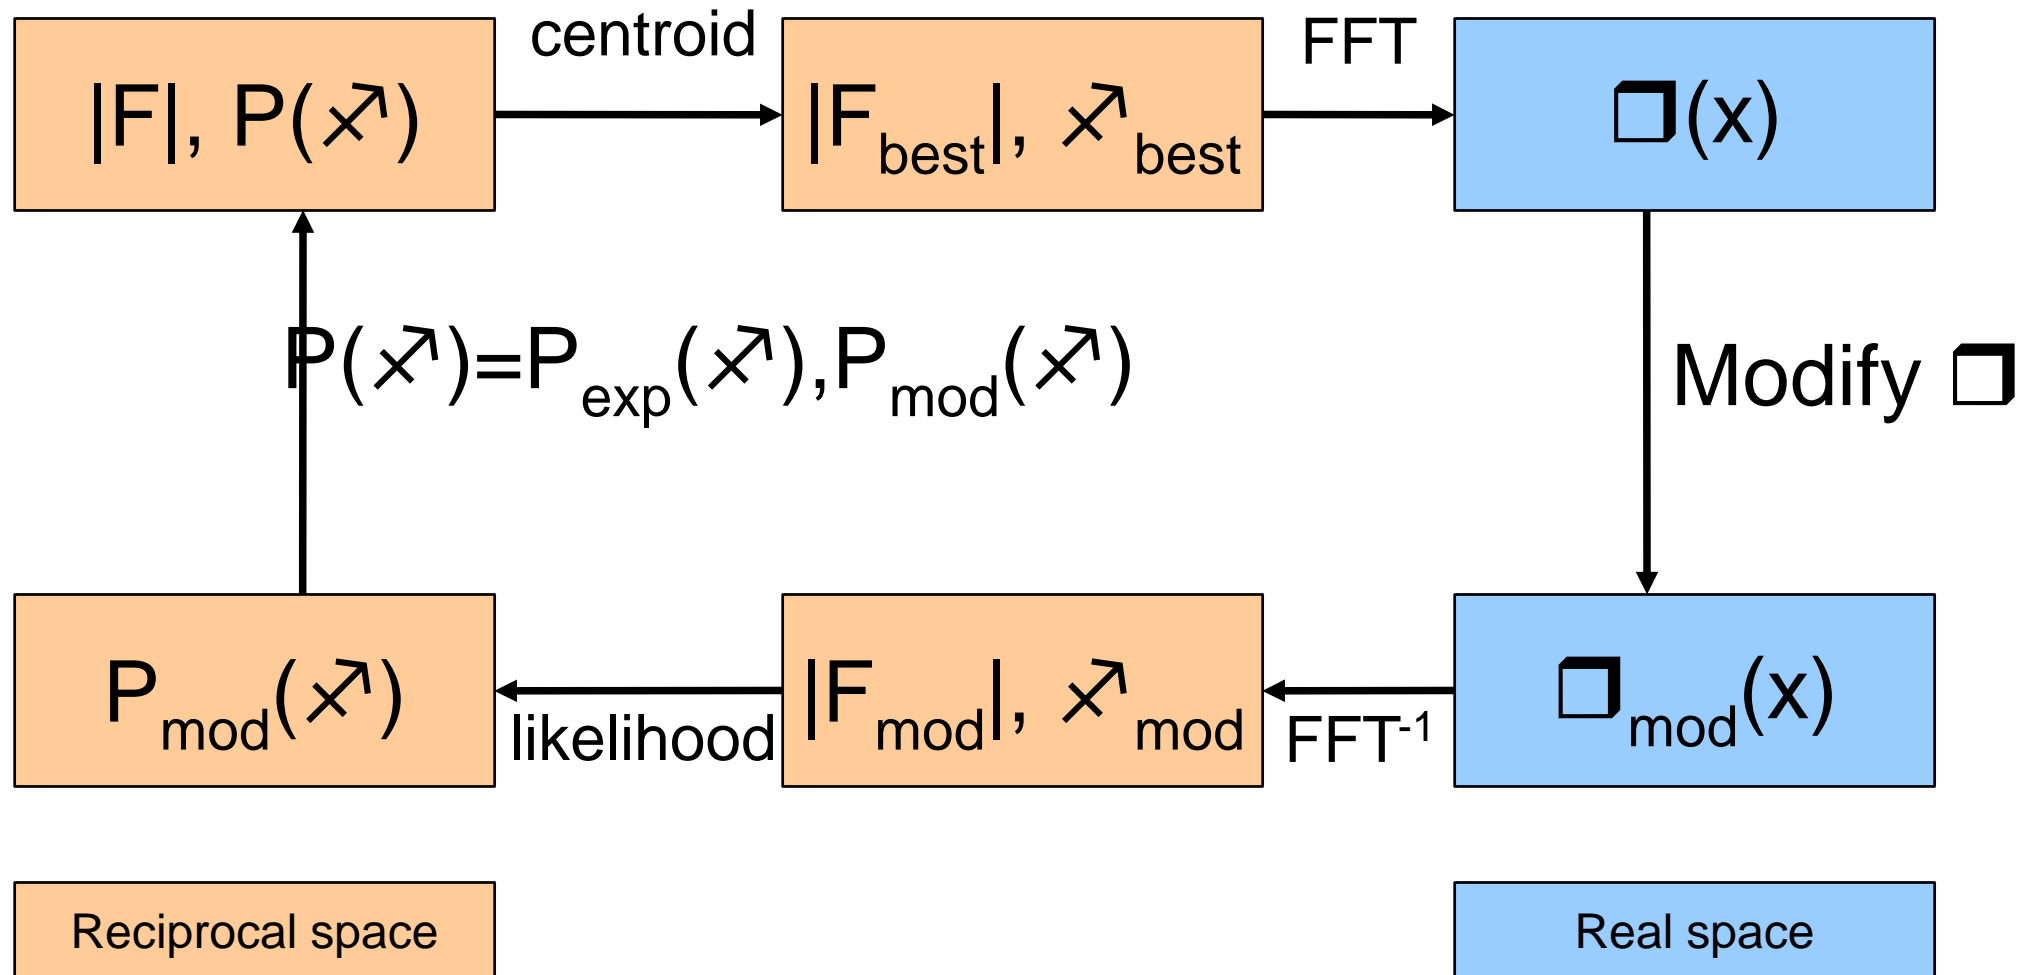 centroid
FFT
|F|, P(♐)
|F_best|, ♐_best
❒(x)
P(♐)=P_exp(♐),P_mod(♐)
Modify ❒
P_mod(♐)
likelihood
|F_mod|, ♐_mod
FFT⁻¹
❒_mod(x)
Reciprocal space
Real space